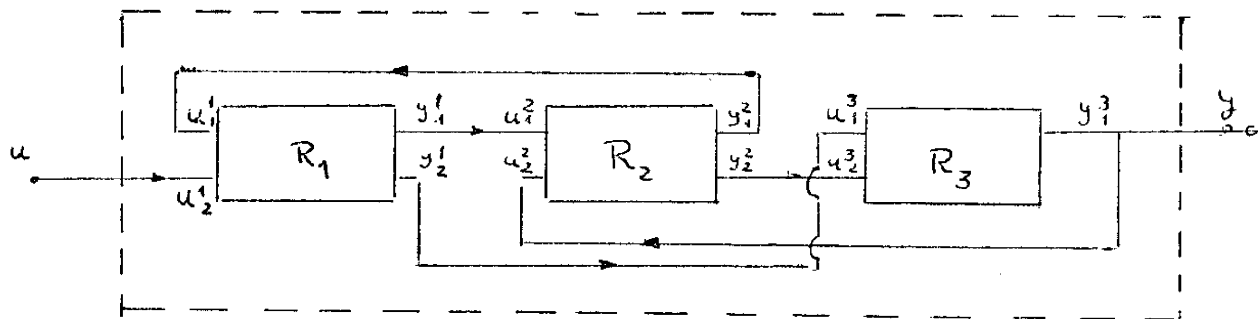 u
u₁¹
u₂¹
R₁
y₁¹
y₂¹
u₁²
u₂²
R₂
y₁²
y₂²
u₁³
u₂³
R₃
y₁³
y